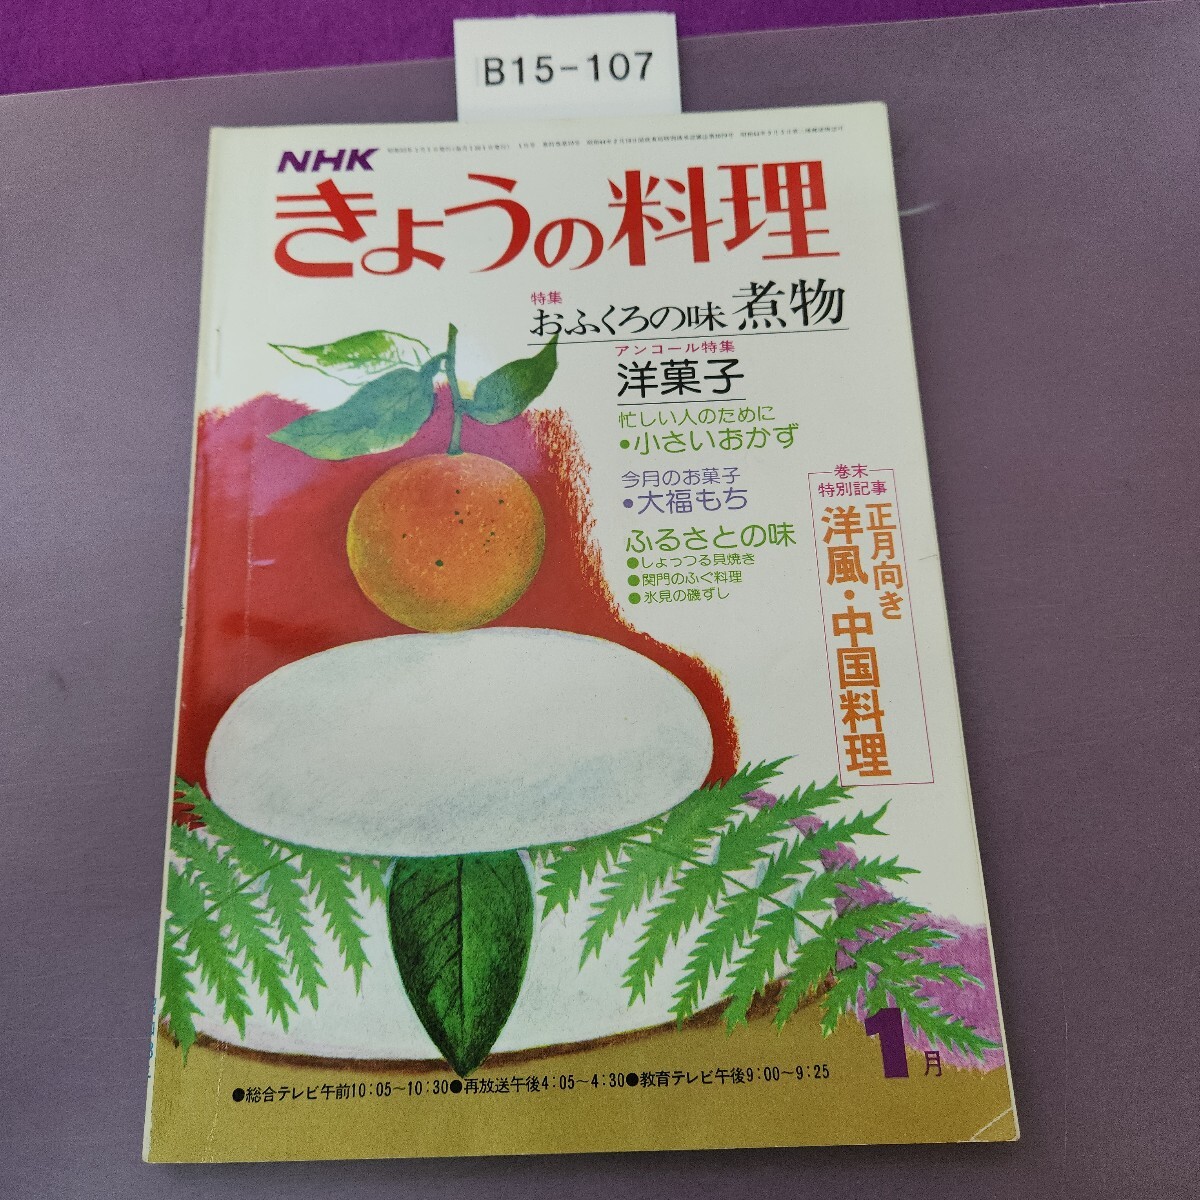 B15-107
NHK
きょうの料理
特集
おふくろの味 煮物
アンコール特集
洋菓子
忙しい人のために
●小さいおかず
今月のお菓子
●大福もち
ふるさとの味
●しょっつる貝焼き
●関門のふぐ料理
●氷見の磯ずし
巻末
特別記事
正月向き
洋風・中国料理
1月
●総合テレビ午前10:05〜10:30●再放送午後4:05〜4:30●教育テレビ午後9:00〜9:25